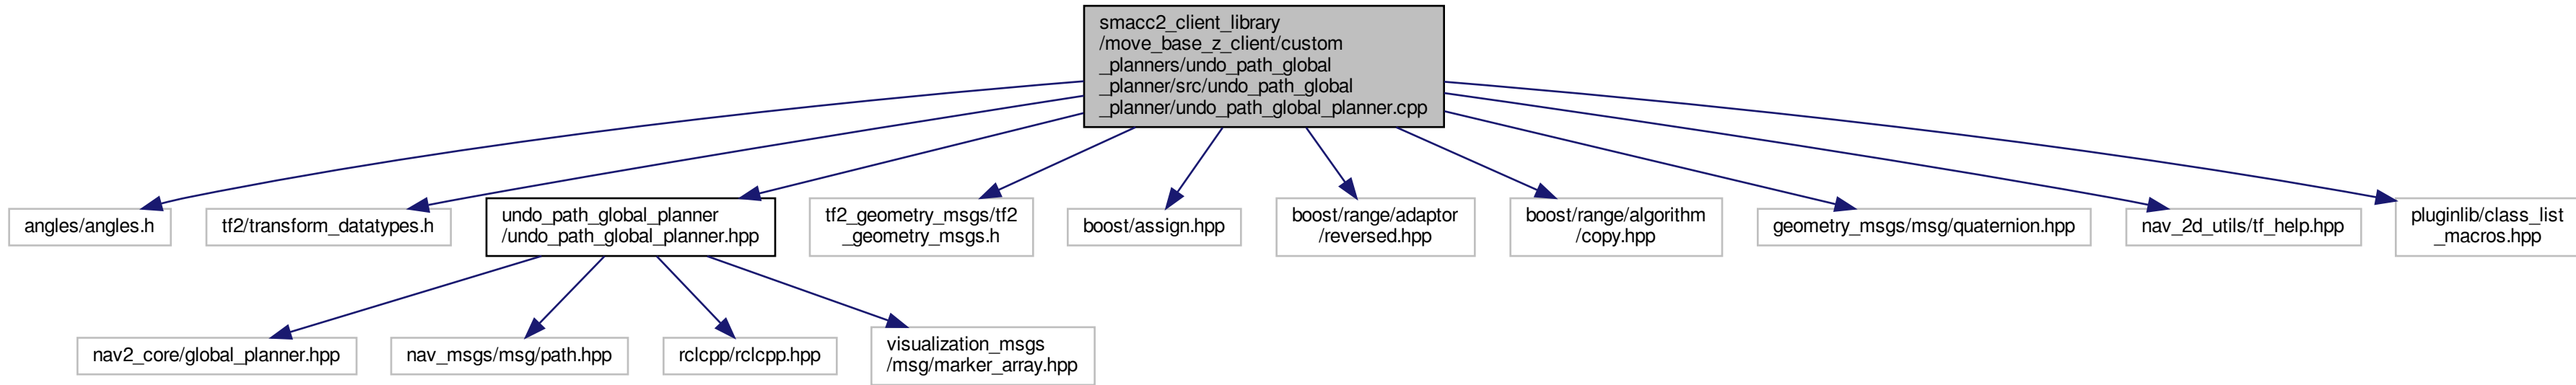 smacc2_client_library
/move_base_z_client/custom
_planners/undo_path_global
_planner/src/undo_path_global
_planner/undo_path_global_planner.cpp
angles/angles.h
tf2/transform_datatypes.h
undo_path_global_planner
/undo_path_global_planner.hpp
tf2_geometry_msgs/tf2
_geometry_msgs.h
boost/assign.hpp
boost/range/adaptor
/reversed.hpp
boost/range/algorithm
/copy.hpp
geometry_msgs/msg/quaternion.hpp
nav_2d_utils/tf_help.hpp
pluginlib/class_list
_macros.hpp
nav2_core/global_planner.hpp
nav_msgs/msg/path.hpp
rclcpp/rclcpp.hpp
visualization_msgs
/msg/marker_array.hpp